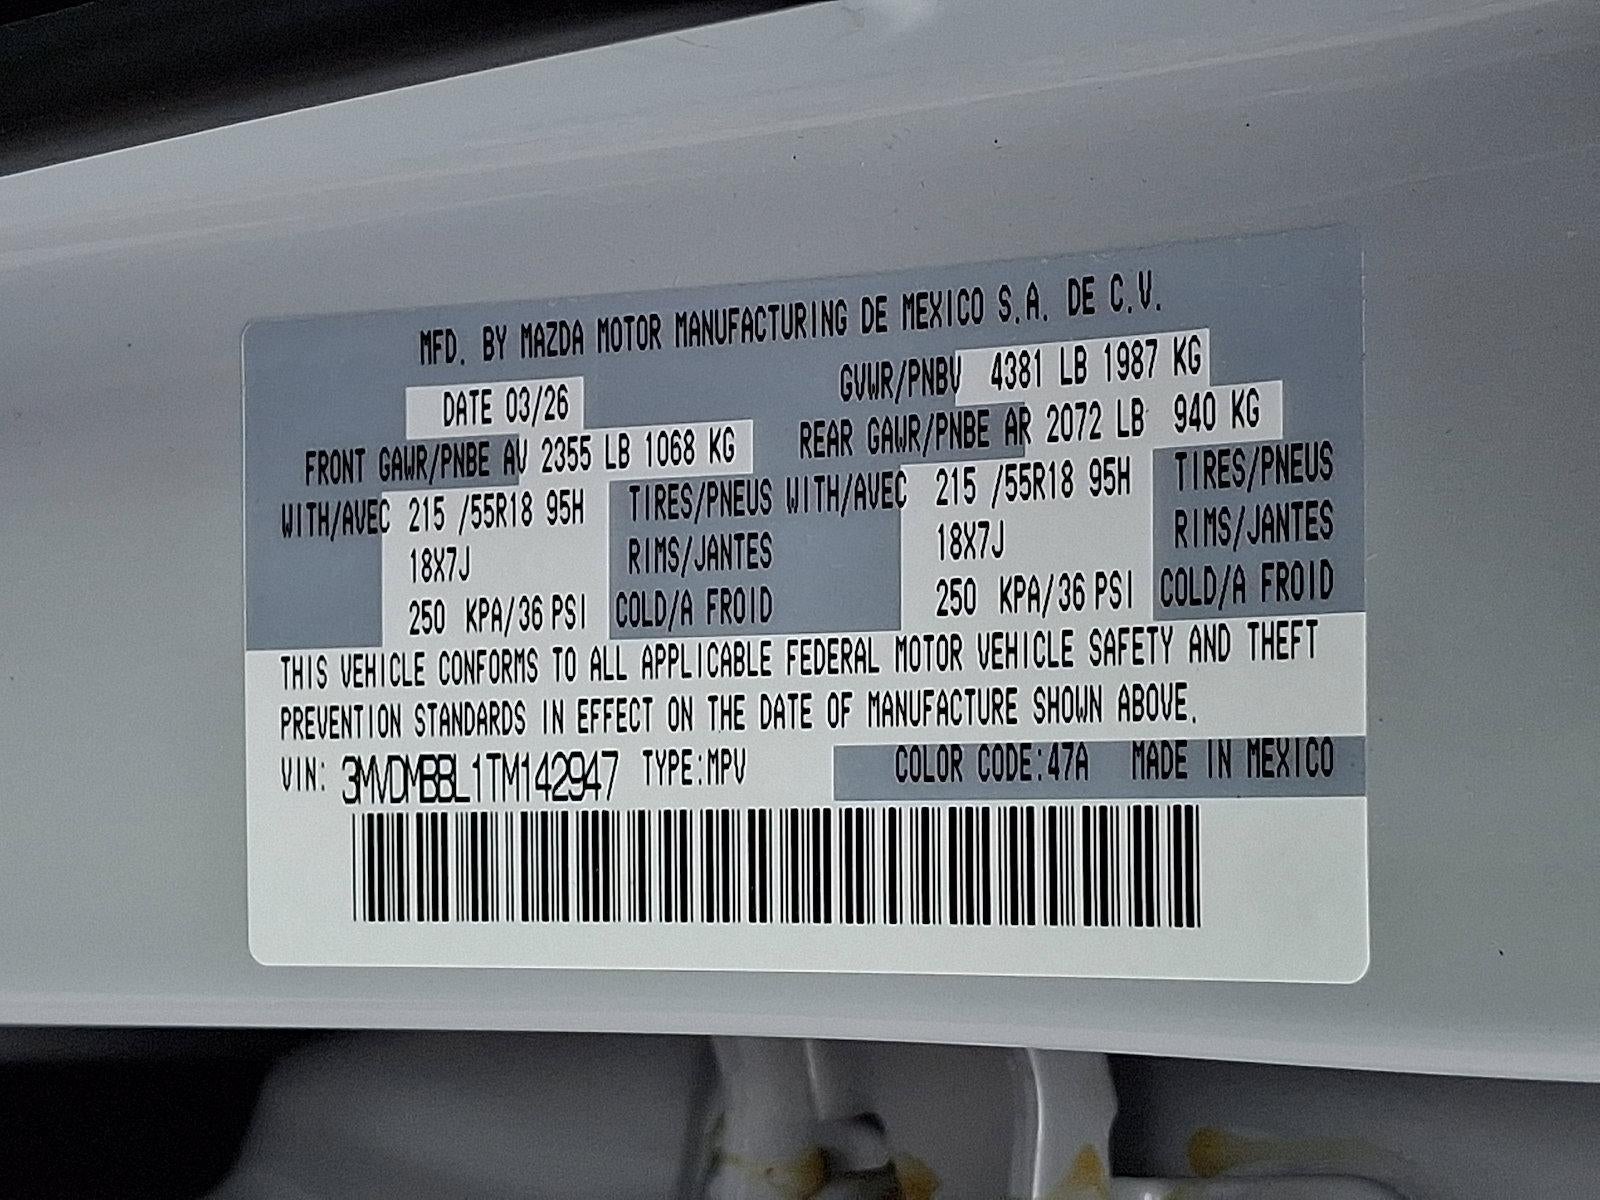 MFD. BY MAZDA MOTOR MANUFACTURING DE MEXICO S.A. DE C.V.
DATE 03/26 GVWR/PNBV 4381 LB 1987 KG
FRONT GAWR/PNBE AV 2355 LB 1068 KG REAR GAWR/PNBE AR 2072 LB 940 KG
WITH/AVEC 215 /55R18 95H TIRES/PNEUS WITH/AVEC 215 /55R18 95H TIRES/PNEUS
18X7J RIMS/JANTES 18X7J RIMS/JANTES
250 KPA/36 PSI COLD/A FROID 250 KPA/36 PSI COLD/A FROID
THIS VEHICLE CONFORMS TO ALL APPLICABLE FEDERAL MOTOR VEHICLE SAFETY AND THEFT
PREVENTION STANDARDS IN EFFECT ON THE DATE OF MANUFACTURE SHOWN ABOVE.
VIN: 3MVDMBBL1TM142947 TYPE:MPV COLOR CODE:47A MADE IN MEXICO